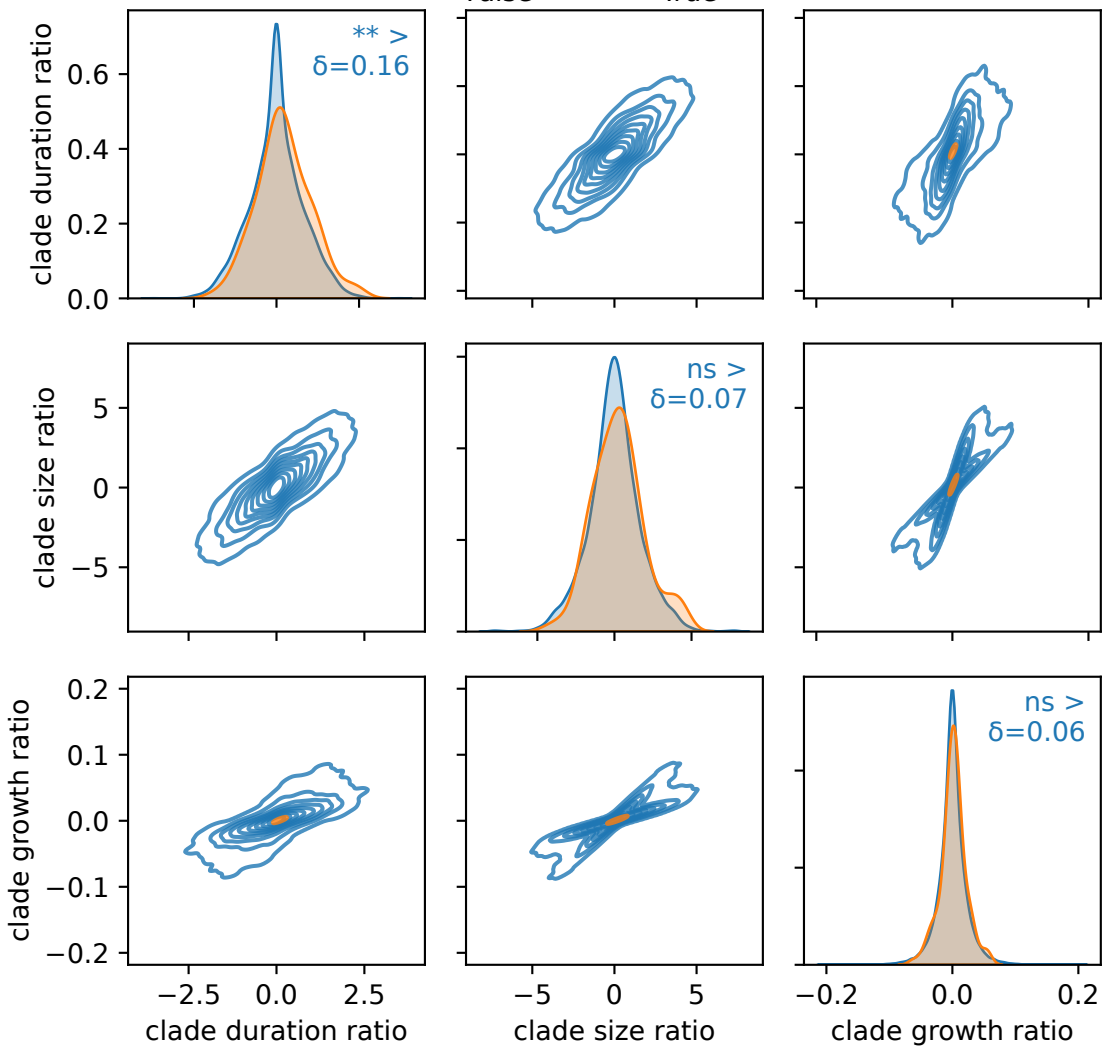 clade duration ratio
0.6
0.4
0.2
0.0
** >
δ=0.16
clade size ratio
5
0
−5
ns >
δ=0.07
clade growth ratio
0.2
0.1
0.0
−0.1
−0.2
ns >
δ=0.06
−2.5 0.0 2.5
−5 0 5
−0.2 0.0 0.2
clade duration ratio
clade size ratio
clade growth ratio